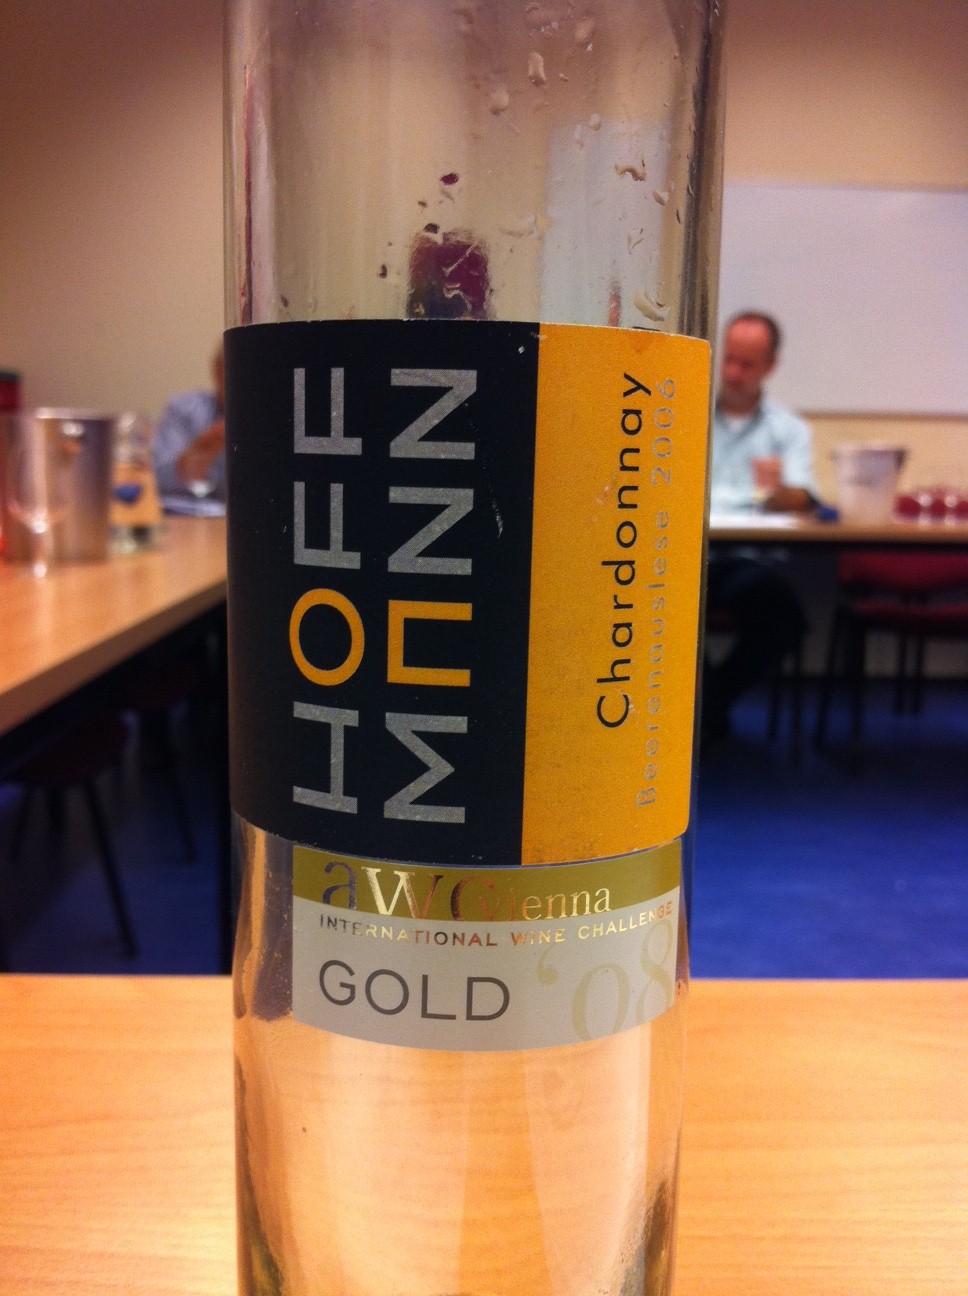 HOFF
MANN
Chardonnay
Beerenauslese 2006
awc vienna
INTERNATIONAL WINE CHALLENGE
GOLD '08